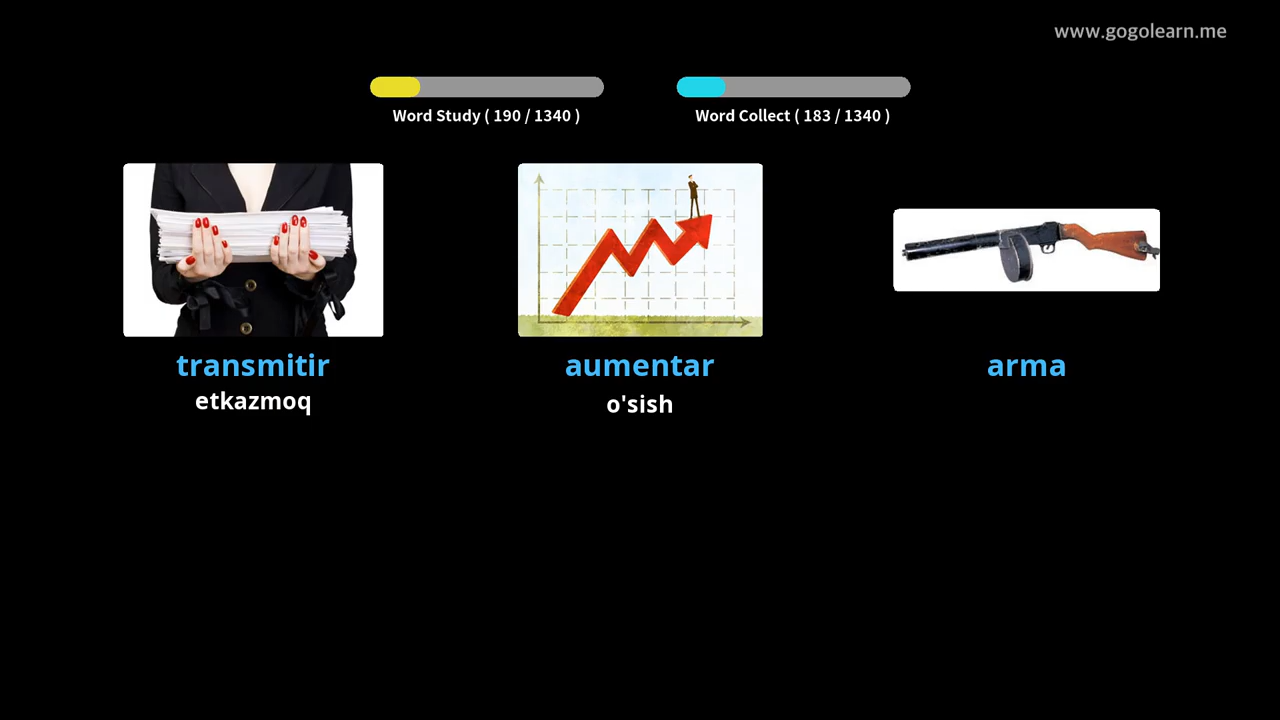 www.gogolearn.me
Word Study ( 190 / 1340 )
Word Collect ( 183 / 1340 )
transmitir
etkazmoq
aumentar
o'sish
arma